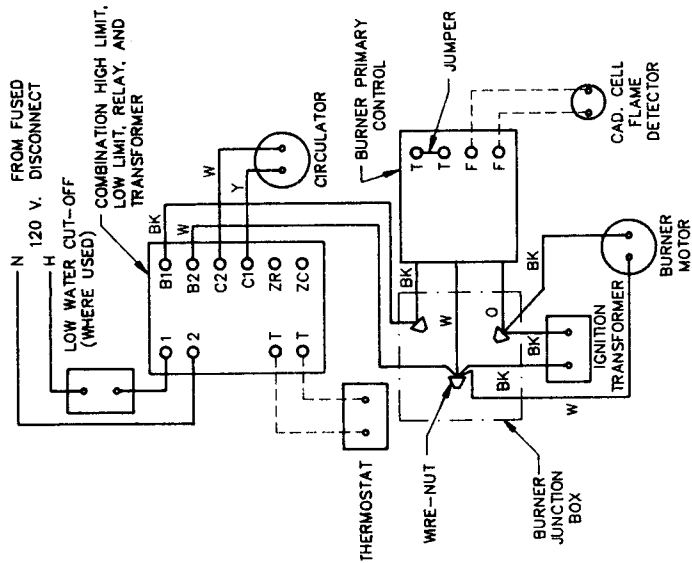 FROM FUSED
120 V. DISCONNECT
N
H
LOW WATER CUT-OFF
(WHERE USED)
COMBINATION HIGH LIMIT,
LOW LIMIT, RELAY, AND
TRANSFORMER
1
2
T
T
B1
B2
C2
C1
ZR
ZC
BK
W
W
Y
CIRCULATOR
THERMOSTAT
BURNER PRIMARY
CONTROL
JUMPER
T
T
F
F
CAD. CELL
FLAME
DETECTOR
BK
W
O
WIRE-NUT
BURNER-
JUNCTION
BOX
BK
BK
BK
W
IGNITION
TRANSFORMER
BURNER
MOTOR